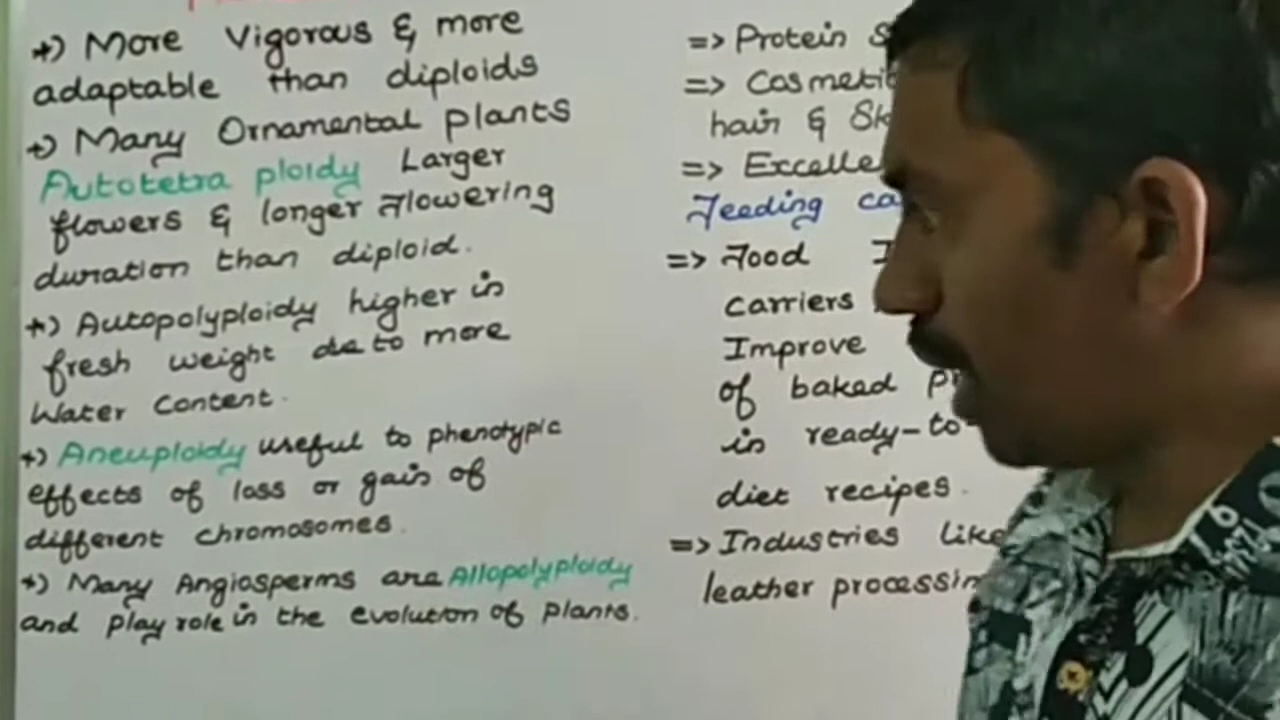 *) More Vigorous & more
adaptable than diploids
*) Many Ornamental plants
Autotetra ploidy Larger
flowers & longer flowering
duration than diploid.
*) Autopolyploidy higher in
fresh weight due to more
Water Content.
*) Aneuploidy useful to phenotypic
effects of loss or gain of
different chromosomes.
*) Many Angiosperms are Allopolyploidy
and play role in the evolution of plants.
=> Protein
=>
hair &
=>
Feeding
=> Food
carriers
Improve
of baked
in ready-to-
diet recipes.
=> Industries like
leather